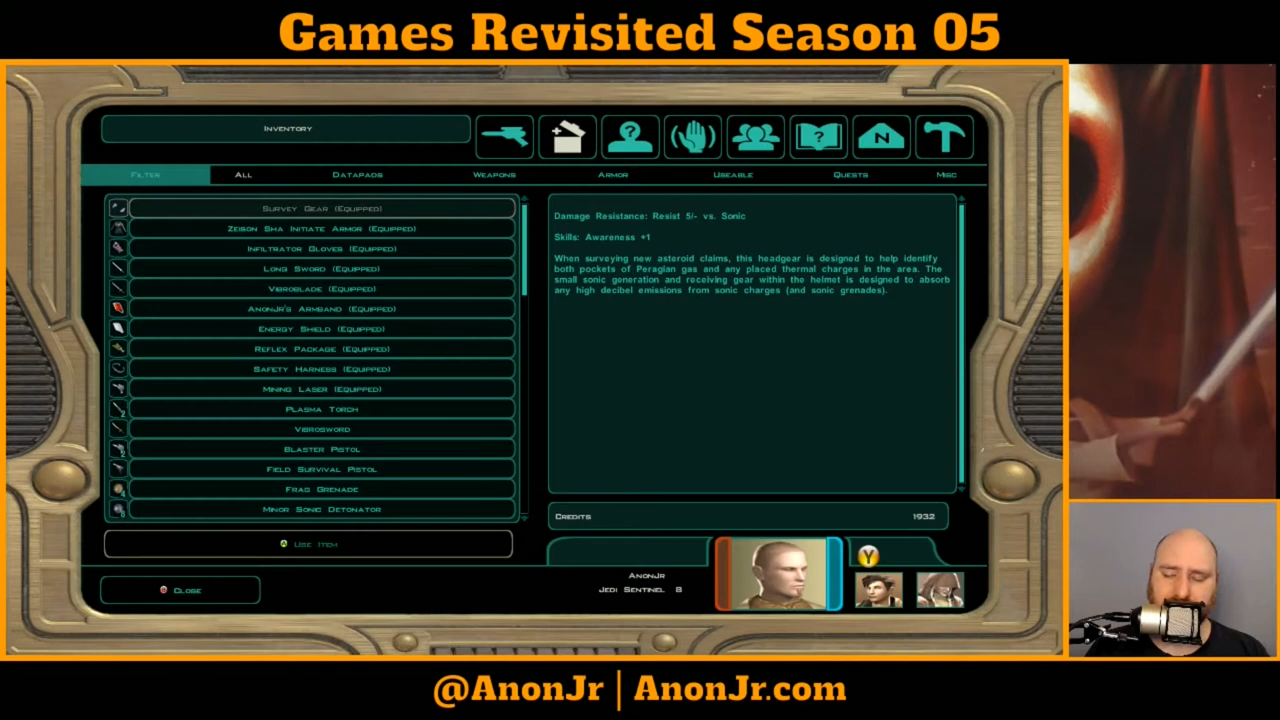 Games Revisited Season 05
Inventory
Filter
All
Datapads
Weapons
Armor
Useable
Quests
Misc
Survey Gear (Equipped)
Zeison Sha Initiate Armor (Equipped)
Infiltrator Gloves (Equipped)
Long Sword (Equipped)
Vibroblade (Equipped)
AnonJr's Armband (Equipped)
Energy Shield (Equipped)
Reflex Package (Equipped)
Safety Harness (Equipped)
Mining Laser (Equipped)
2
Plasma Torch
Vibrosword
2
Blaster Pistol
Field Survival Pistol
4
Frag Grenade
Minor Sonic Detonator
A Use Item
Close
Damage Resistance: Resist 5/- vs. Sonic
Skills: Awareness +1
When surveying new asteroid claims, this headgear is designed to help identify
both pockets of Peragian gas and any placed thermal charges in the area. The
small sonic generation and receiving gear within the helmet is designed to absorb
any high decibel emissions from sonic charges (and sonic grenades).
Credits
1932
AnonJr
Jedi Sentinel 8
Y
@AnonJr | AnonJr.com